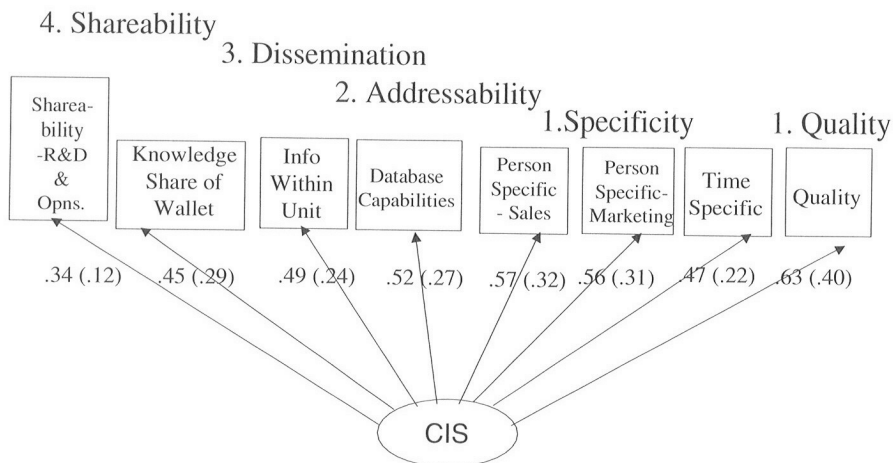 4. Shareability
3. Dissemination
2. Addressability
1.Specificity
1. Quality
Sharea-
bility
-R&D
&
Opns.
Knowledge
Share of
Wallet
Info
Within
Unit
Database
Capabilities
Person
Specific
- Sales
Person
Specific-
Marketing
Time
Specific
Quality
.34 (.12)
.45 (.29)
.49 (.24)
.52 (.27)
.57 (.32)
.56 (.31)
.47 (.22)
.63 (.40)
CIS